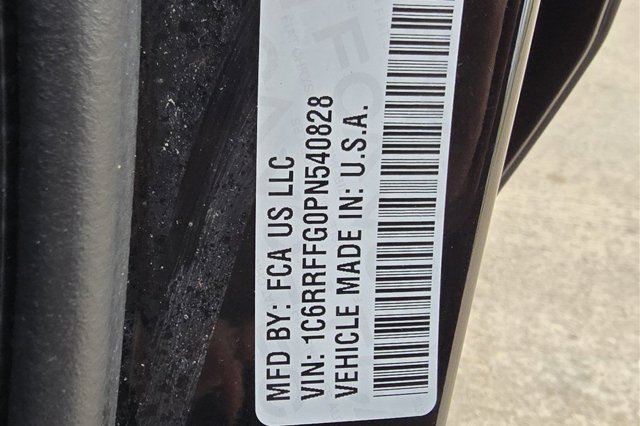 MFD BY: FCA US LLC
VIN: 1C6RRFFG0PN540828
VEHICLE MADE IN: U.S.A.